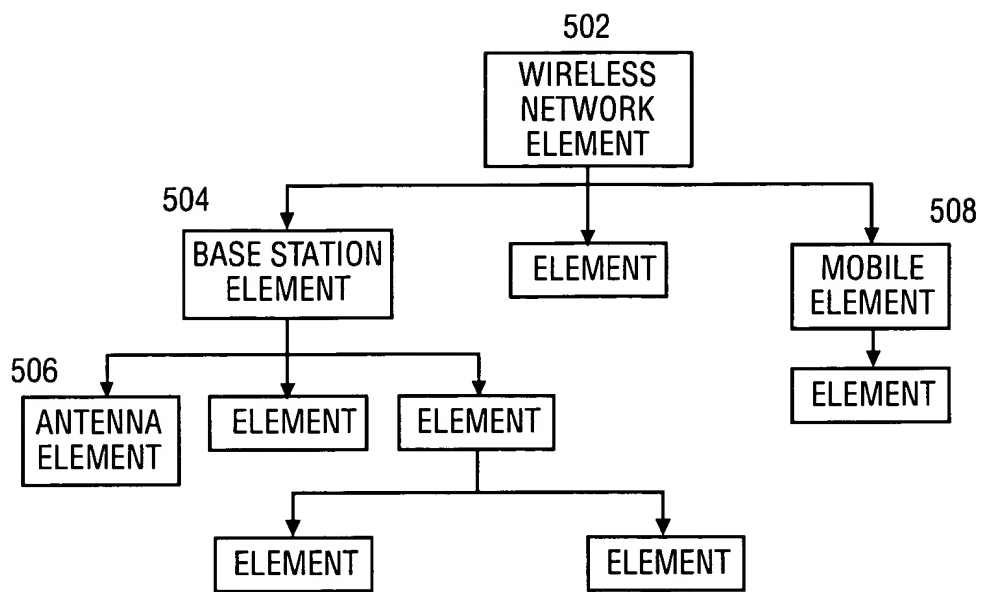 502
WIRELESS
NETWORK
ELEMENT
504
508
BASE STATION
ELEMENT
ELEMENT
MOBILE
ELEMENT
506
ANTENNA
ELEMENT
ELEMENT
ELEMENT
ELEMENT
ELEMENT
ELEMENT